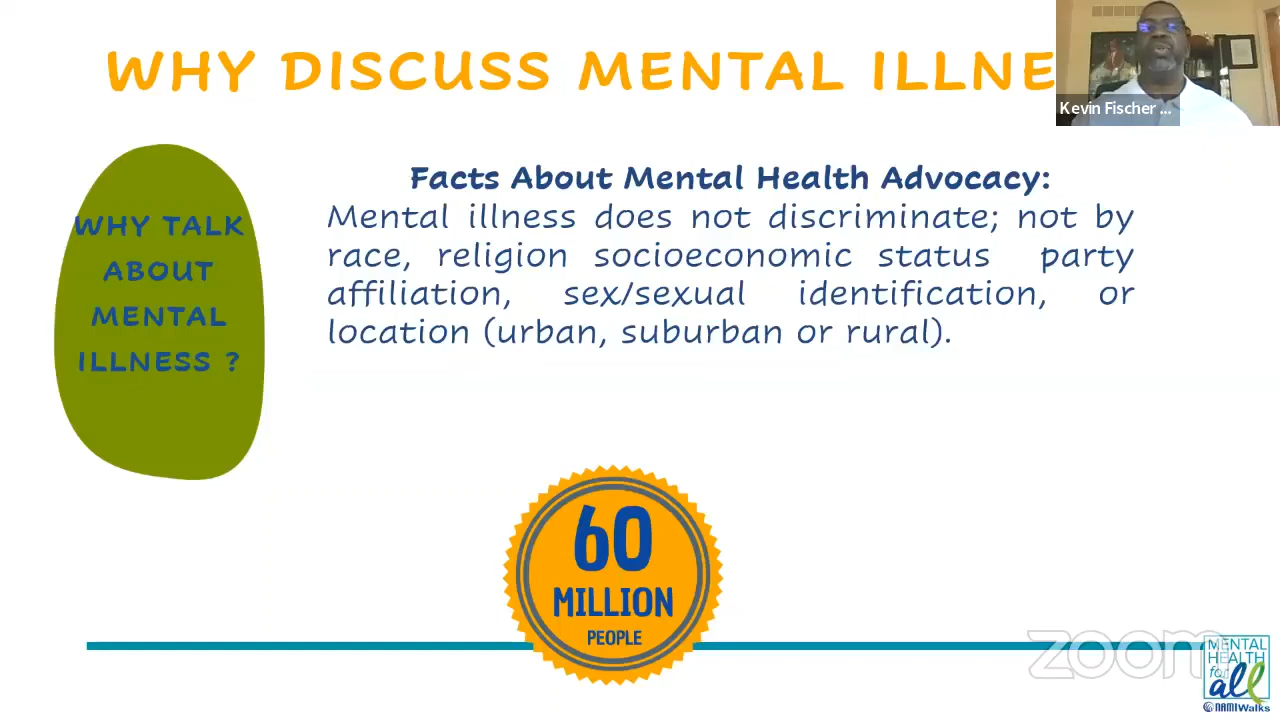 WHY DISCUSS MENTAL ILLNE
Kevin Fischer ...
WHY TALK
ABOUT
MENTAL
ILLNESS ?
Facts About Mental Health Advocacy:
Mental illness does not discriminate; not by
race, religion socioeconomic status party
affiliation, sex/sexual identification, or
location (urban, suburban or rural).
60
MILLION
PEOPLE
zoom
MENTAL
HEALTH
for
all
NAMIWalks